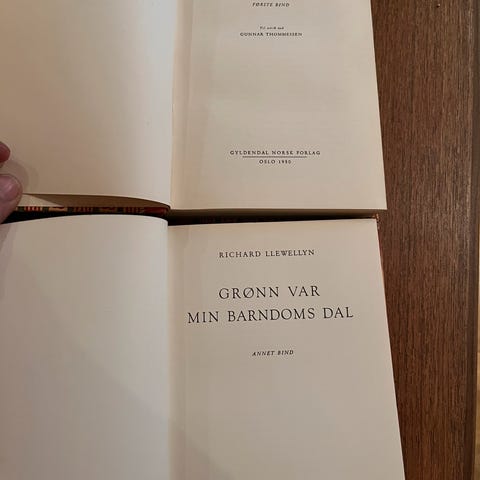 FØRSTE BIND
Til norsk ved
GUNNAR THOMMESEN
GYLDENDAL NORSK FORLAG
OSLO 1950
RICHARD LLEWELLYN
GRØNN VAR
MIN BARNDOMS DAL
ANNET BIND